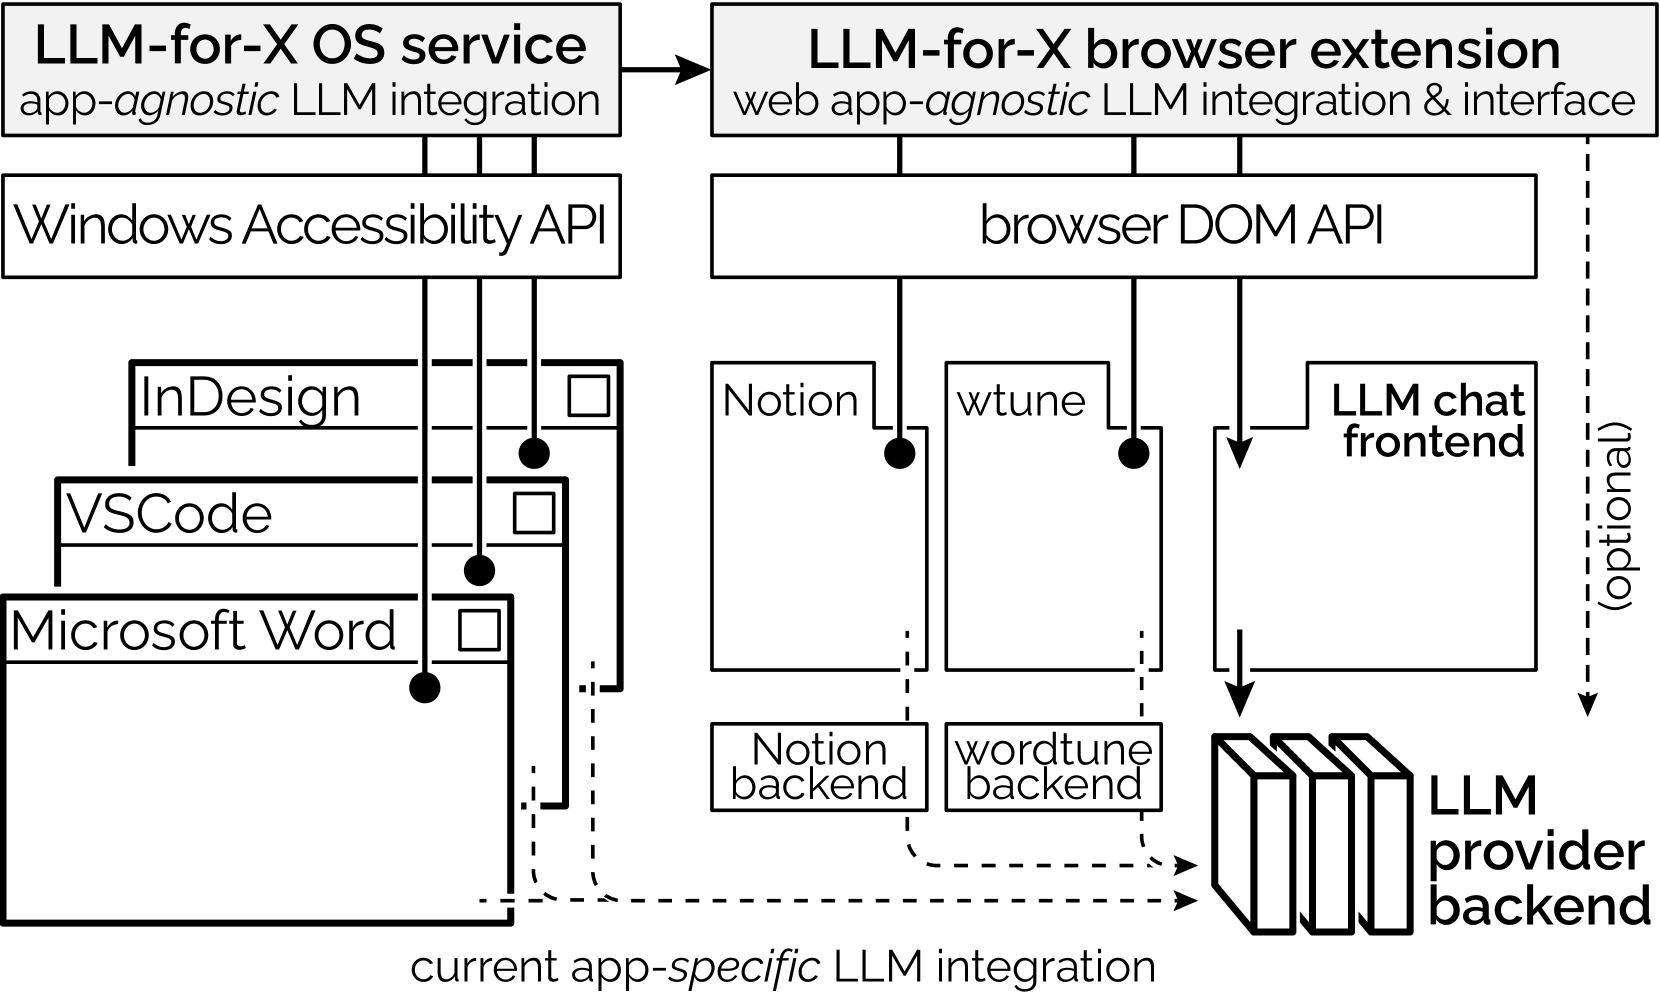 LLM-for-X OS service
app-agnostic LLM integration
LLM-for-X browser extension
web app-agnostic LLM integration & interface
Windows Accessibility API
browser DOM API
InDesign
VSCode
Microsoft Word
Notion
wtune
LLM chat
frontend
(optional)
Notion
backend
wordtune
backend
LLM
provider
backend
current app-specific LLM integration